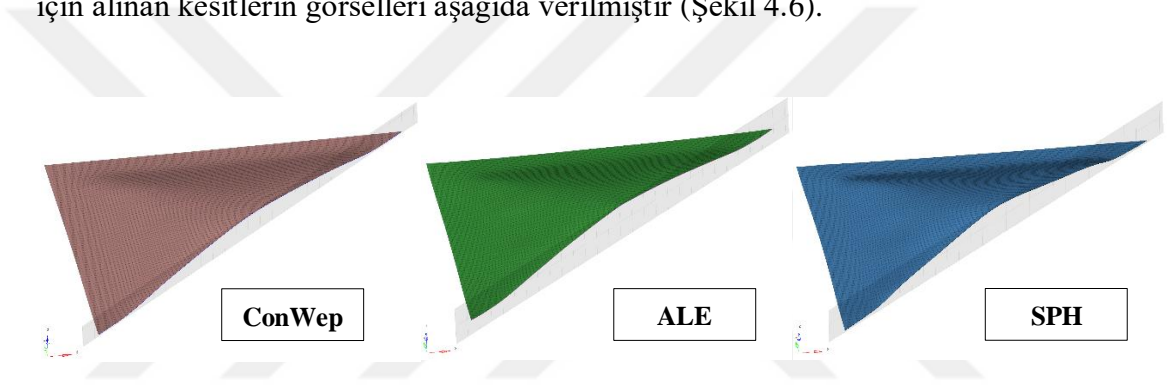 için alınan kesitlerin görselleri aşağıda verilmiştir (Şekil 4.6).
ConWep
ALE
SPH